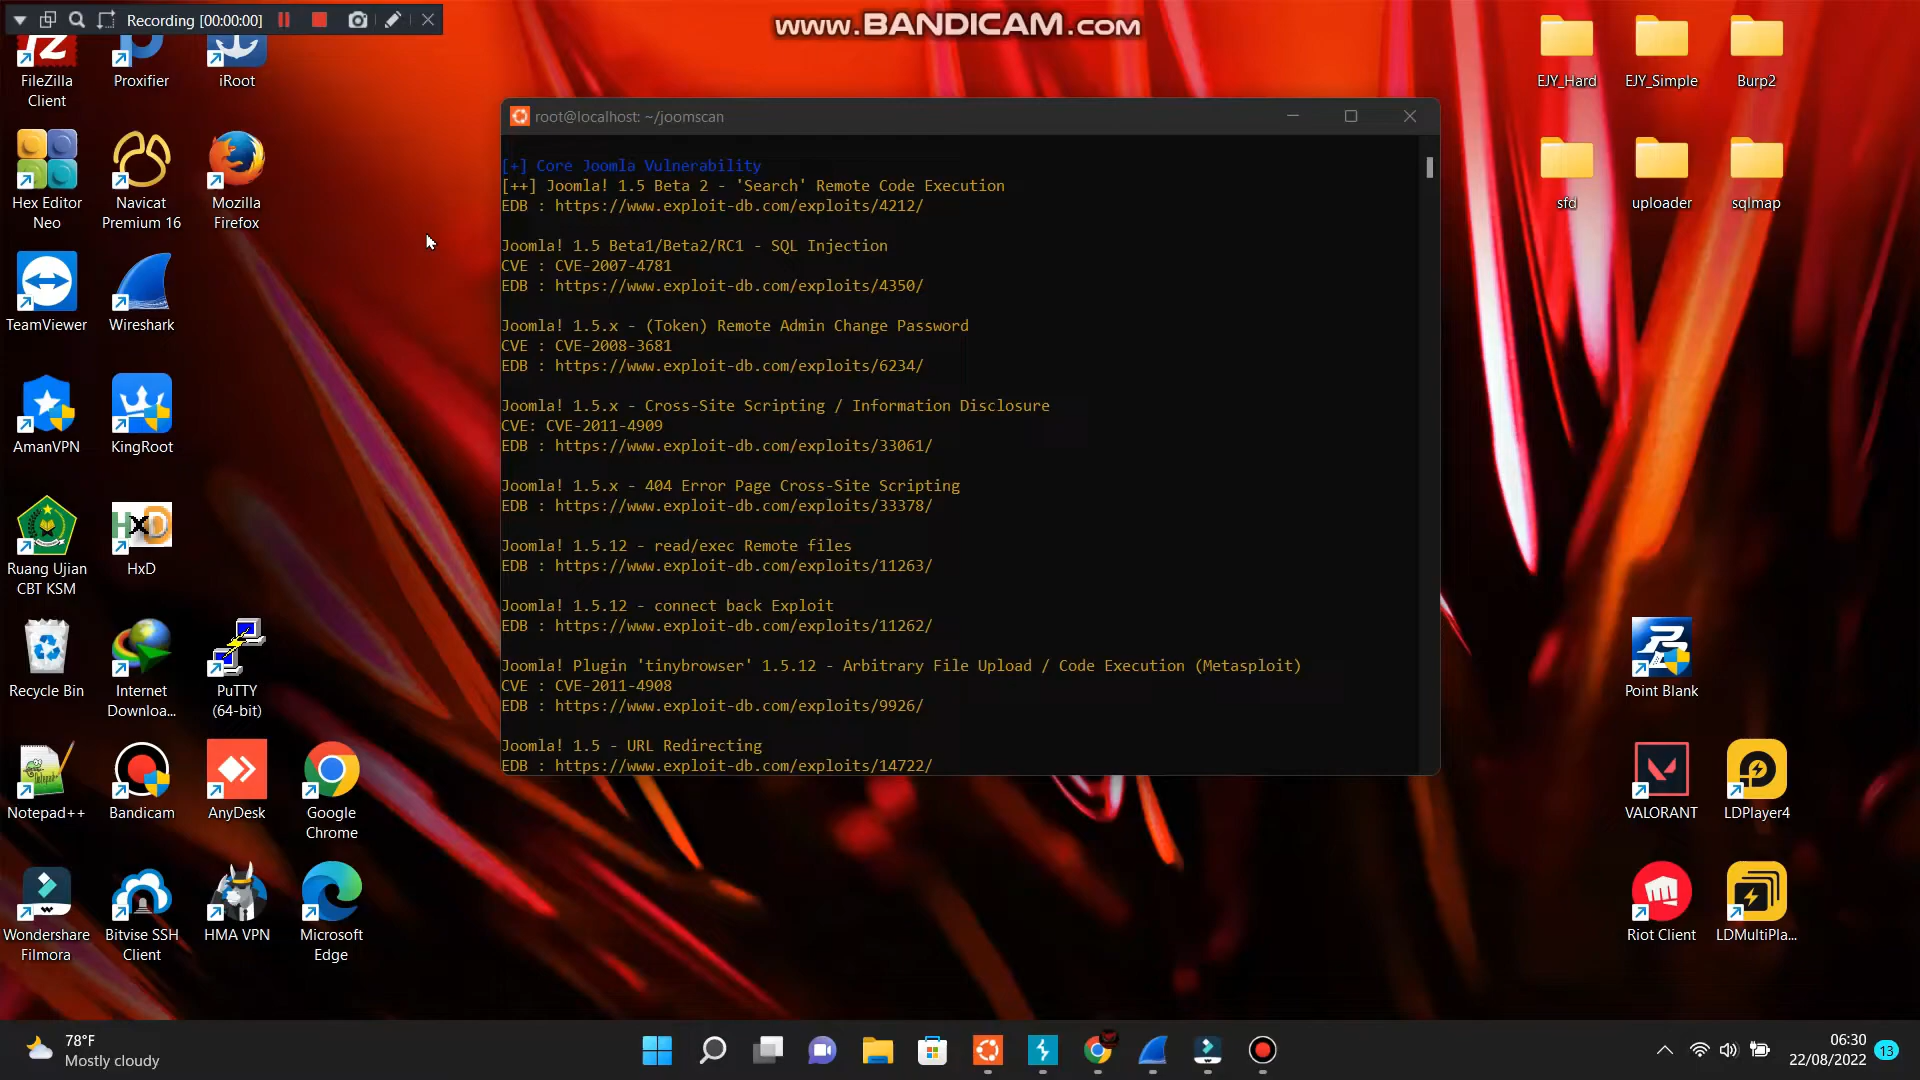 Recording [00:00:00]
www.BANDICAM.com
FileZilla
Client
Proxifier
iRoot
EJY_Hard
EJY_Simple
Burp2
root@localhost: ~/joomscan
[+] Core Joomla Vulnerability
[++] Joomla! 1.5 Beta 2 - 'Search' Remote Code Execution
EDB : https://www.exploit-db.com/exploits/4212/
Joomla! 1.5 Beta1/Beta2/RC1 - SQL Injection
CVE : CVE-2007-4781
EDB : https://www.exploit-db.com/exploits/4350/
Joomla! 1.5.x - (Token) Remote Admin Change Password
CVE : CVE-2008-3681
EDB : https://www.exploit-db.com/exploits/6234/
Joomla! 1.5.x - Cross-Site Scripting / Information Disclosure
CVE: CVE-2011-4909
EDB : https://www.exploit-db.com/exploits/33061/
Joomla! 1.5.x - 404 Error Page Cross-Site Scripting
EDB : https://www.exploit-db.com/exploits/33378/
Joomla! 1.5.12 - read/exec Remote files
EDB : https://www.exploit-db.com/exploits/11263/
Joomla! 1.5.12 - connect back Exploit
EDB : https://www.exploit-db.com/exploits/11262/
Joomla! Plugin 'tinybrowser' 1.5.12 - Arbitrary File Upload / Code Execution (Metasploit)
CVE : CVE-2011-4908
EDB : https://www.exploit-db.com/exploits/9926/
Joomla! 1.5 - URL Redirecting
EDB : https://www.exploit-db.com/exploits/14722/
Hex Editor
Neo
Navicat
Premium 16
Mozilla
Firefox
sfd
uploader
sqlmap
TeamViewer
Wireshark
AmanVPN
KingRoot
HxD
Ruang Ujian
CBT KSM
HxD
Recycle Bin
Internet
Downloa...
PuTTY
(64-bit)
Point Blank
Notepad++
Bandicam
AnyDesk
Google
Chrome
VALORANT
LDPlayer4
Wondershare
Filmora
Bitvise SSH
Client
HMA VPN
Microsoft
Edge
Riot Client
LDMultiPla...
78°F
Mostly cloudy
06:30
22/08/2022
13